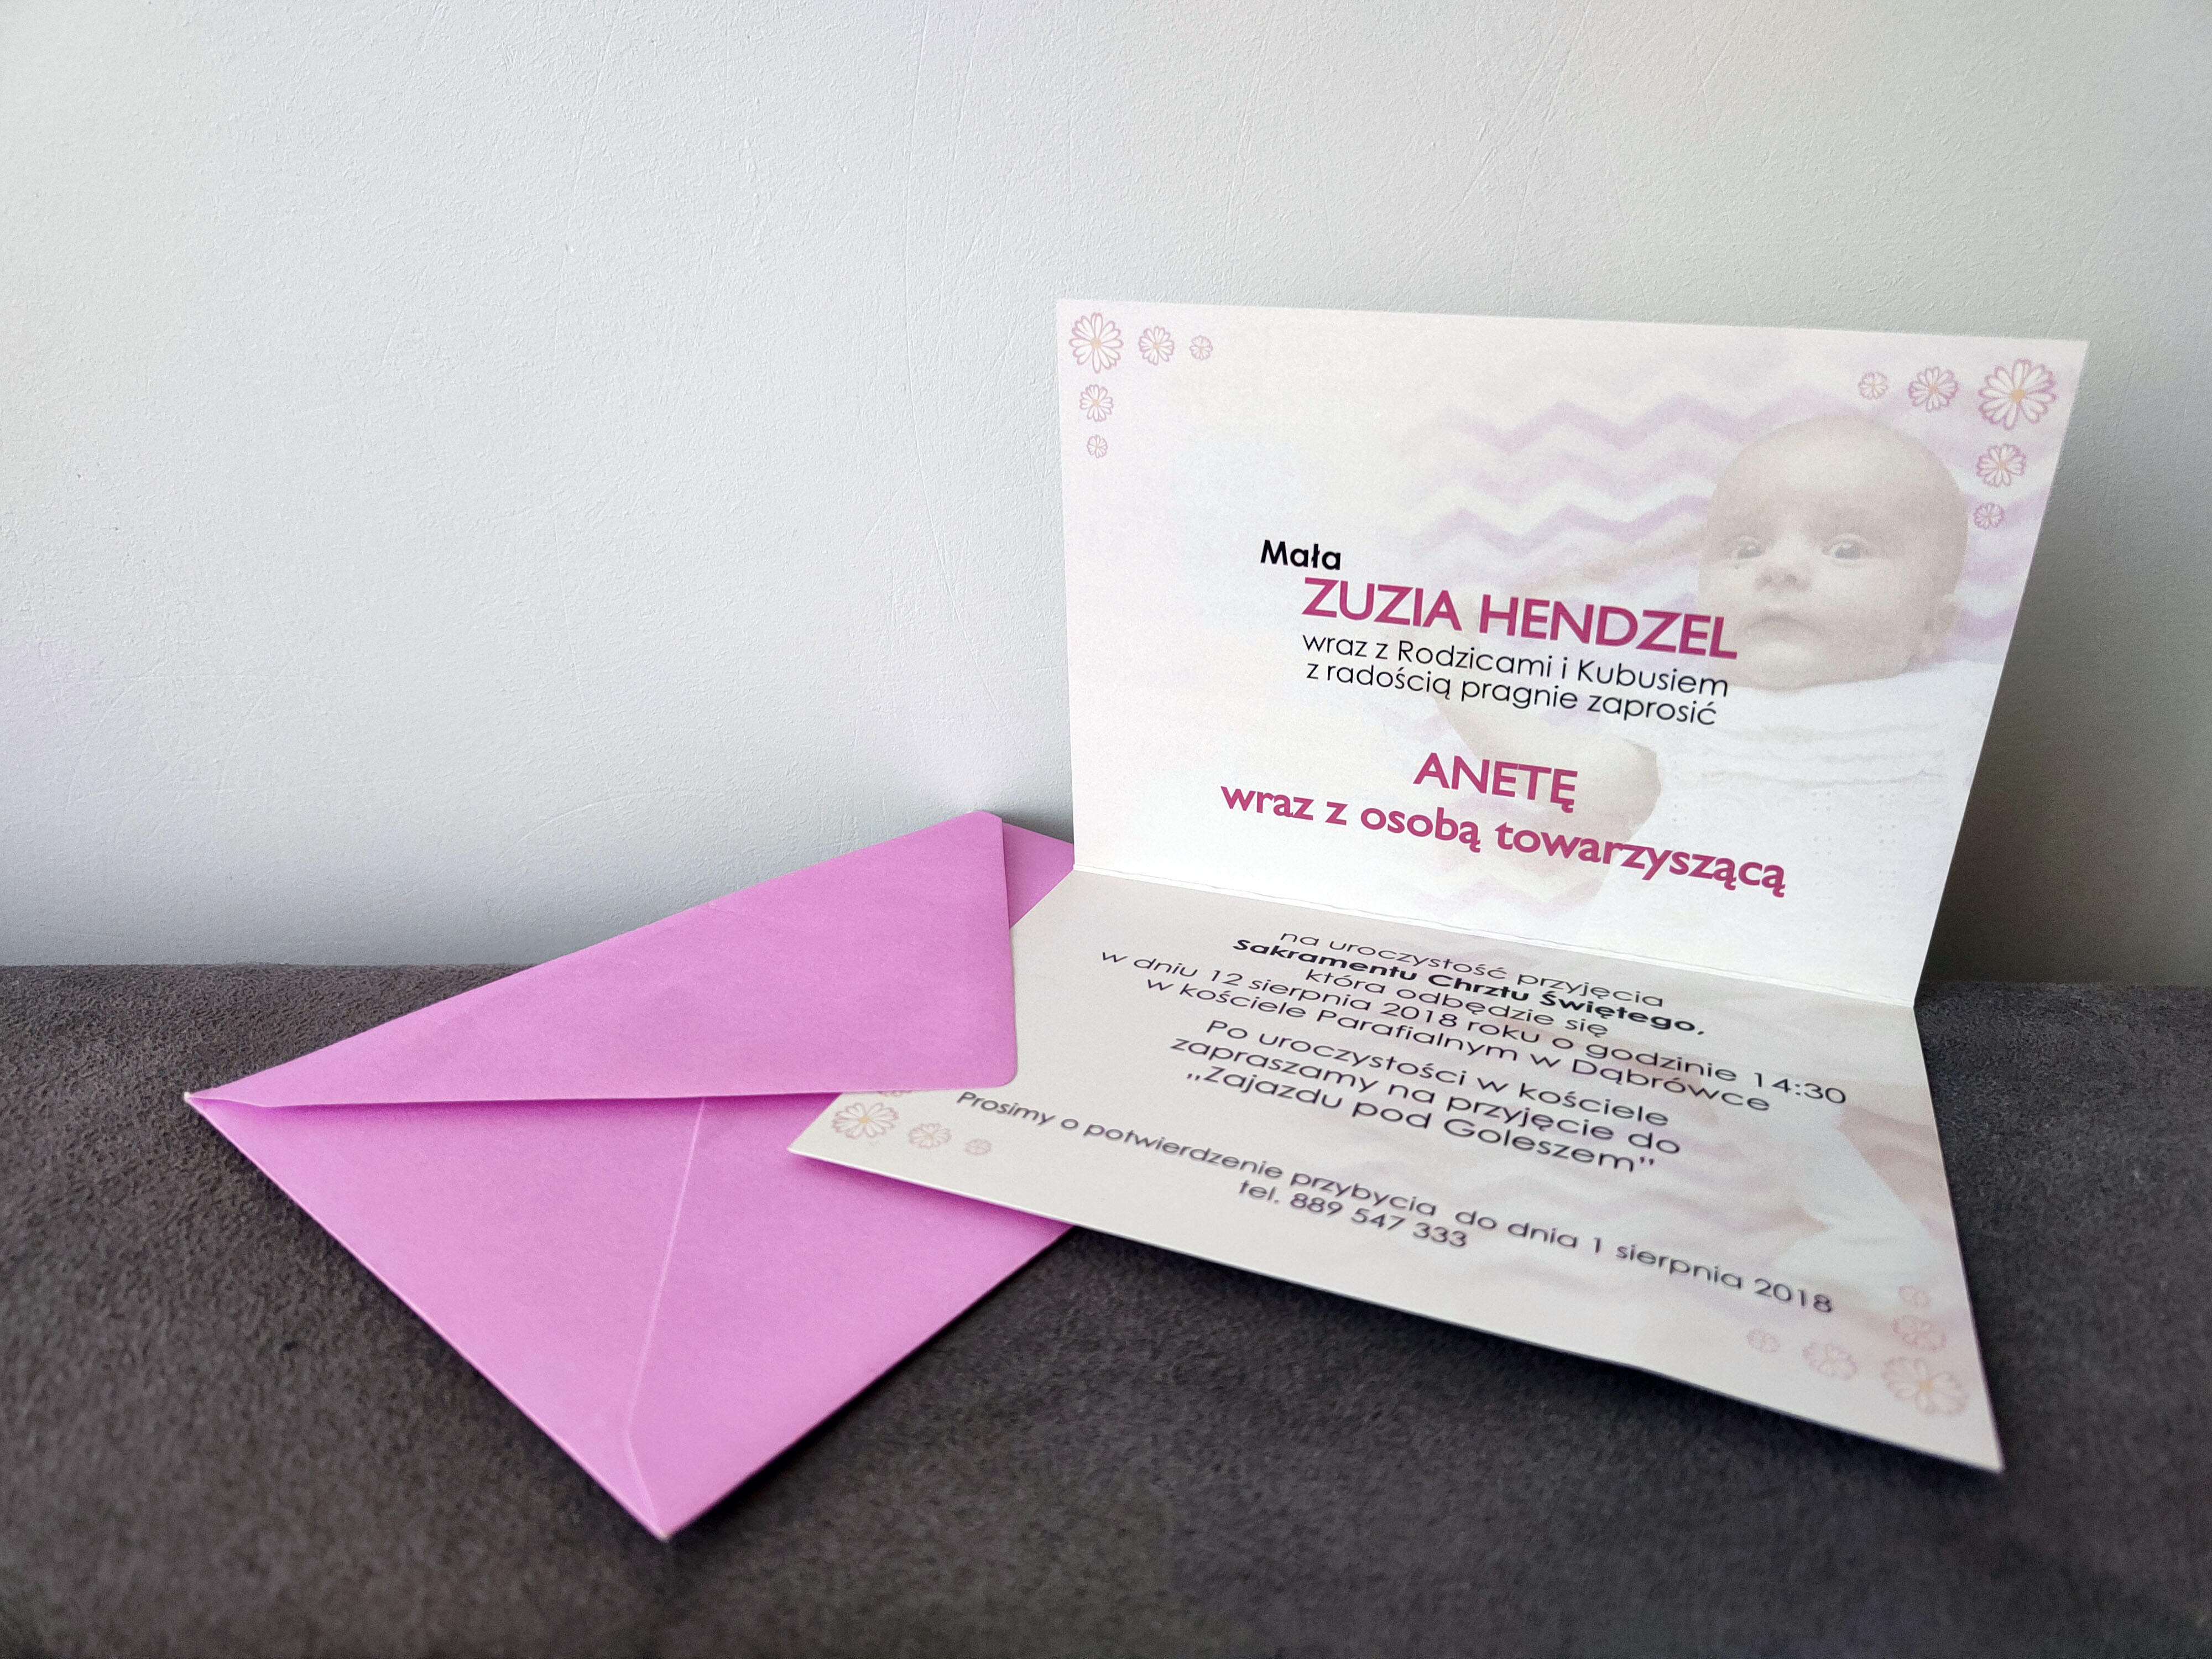 Mała
ZUZIA HENDZEL
wraz z Rodzicami i Kubusiem
z radością pragnie zaprosić
ANETĘ
wraz z osobą towarzyszącą
na uroczystość przyjęcia
Sakramentu Chrztu Świętego,
która odbędzie się
w dniu 12 sierpnia 2018 roku o godzinie 14:30
w kościele Parafialnym w Dąbrówce
Po uroczystości w kościele
zapraszamy na przyjęcie do
,,Zajazdu pod Goleszem"
Prosimy o potwierdzenie przybycia do dnia 1 sierpnia 2018
tel. 889 547 333